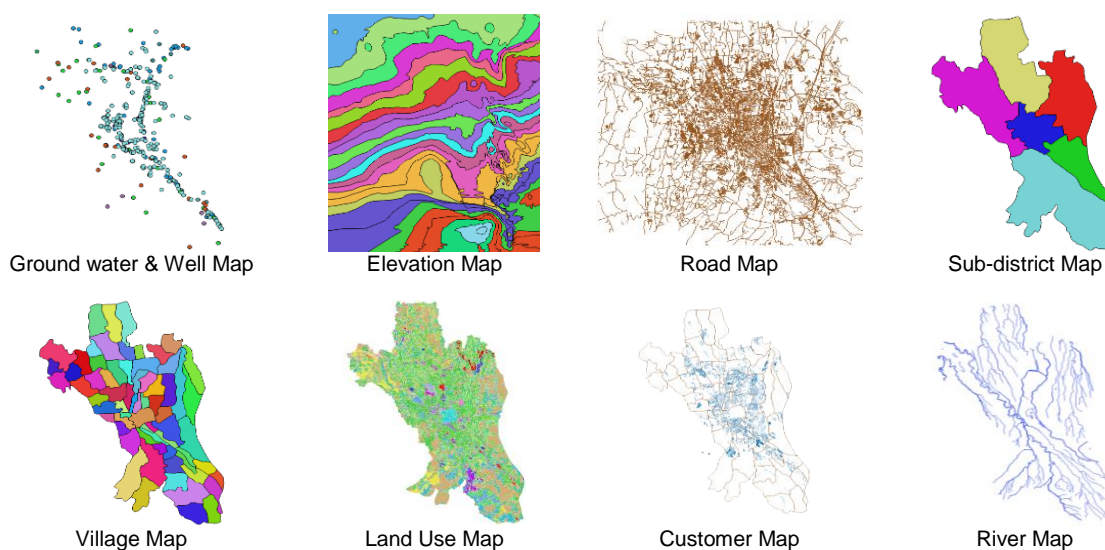 Ground water & Well Map
Elevation Map
Road Map
Sub-district Map
Village Map
Land Use Map
Customer Map
River Map